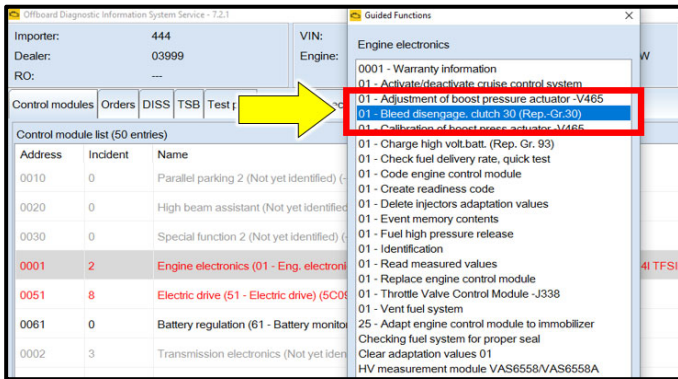 Offboard Diagnostic Information System Service - 7.2.1
Importer: 444 VIN:
Dealer: 03999 Engine: W
RO: ---
Control modules Orders DISS TSB Test
Control module list (50 entries)
Address Incident Name
0010 0 Parallel parking 2 (Not yet identified) (-
0020 0 High beam assistant (Not yet identified
0030 0 Special function 2 (Not yet identified) (-
0001 2 Engine electronics (01 - Eng. electroni 4I TFSI
0051 8 Electric drive (51 - Electric drive) (5C09
0061 0 Battery regulation (61 - Battery monito
0002 3 Transmission electronics (Not yet iden
Guided Functions
Engine electronics
0001 - Warranty information
01 - Activate/deactivate cruise control system
01 - Adjustment of boost pressure actuator -V465
01 - Bleed disengage. clutch 30 (Rep.-Gr.30)
01 - Calibration of boost press actuator -V465
01 - Charge high volt.batt. (Rep. Gr. 93)
01 - Check fuel delivery rate, quick test
01 - Code engine control module
01 - Create readiness code
01 - Delete injectors adaptation values
01 - Event memory contents
01 - Fuel high pressure release
01 - Identification
01 - Read measured values
01 - Replace engine control module
01 - Throttle Valve Control Module -J338
01 - Vent fuel system
25 - Adapt engine control module to immobilizer
Checking fuel system for proper seal
Clear adaptation values 01
HV measurement module VAS6558/VAS6558A